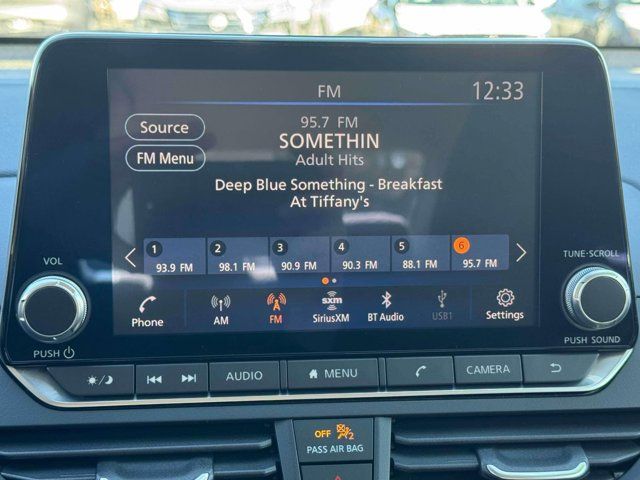 FM 12:33
95.7 FM
Source
SOMETHIN
FM Menu
Adult Hits
Deep Blue Something - Breakfast
At Tiffany's
1 2 3 4 5 6
93.9 FM 98.1 FM 90.9 FM 90.3 FM 88.1 FM 95.7 FM
VOL
TUNE·SCROLL
Phone AM FM sxm SiriusXM BT Audio USB1 Settings
PUSH
PUSH SOUND
AUDIO MENU CAMERA
OFF 2
PASS AIR BAG